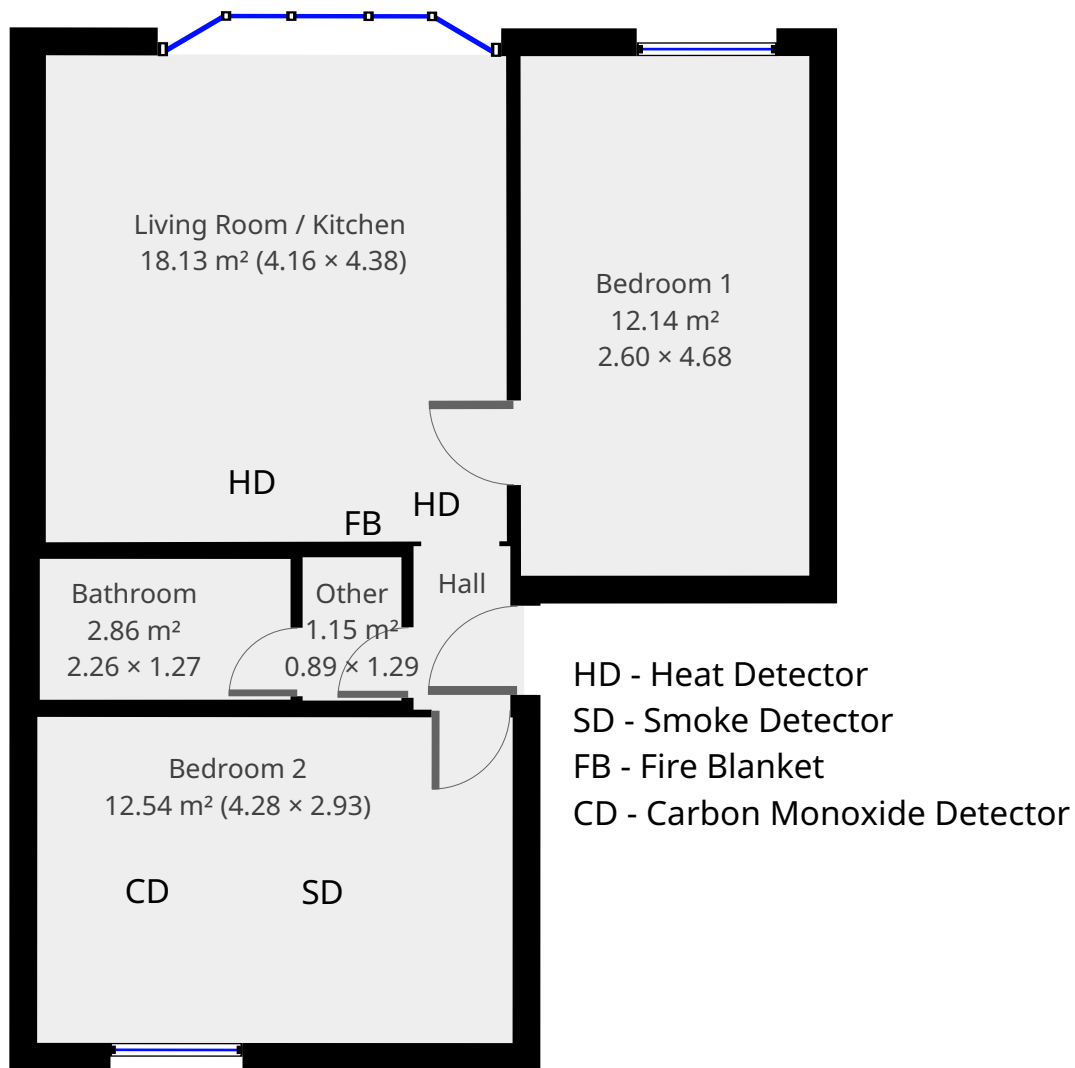 Living Room / Kitchen
18.13 m² (4.16 × 4.38)
Bedroom 1
12.14 m²
2.60 × 4.68
HD
HD
FB
Hall
Bathroom
2.86 m²
2.26 × 1.27
Other
1.15 m²
0.89 × 1.29
HD - Heat Detector
SD - Smoke Detector
FB - Fire Blanket
CD - Carbon Monoxide Detector
Bedroom 2
12.54 m² (4.28 × 2.93)
CD
SD